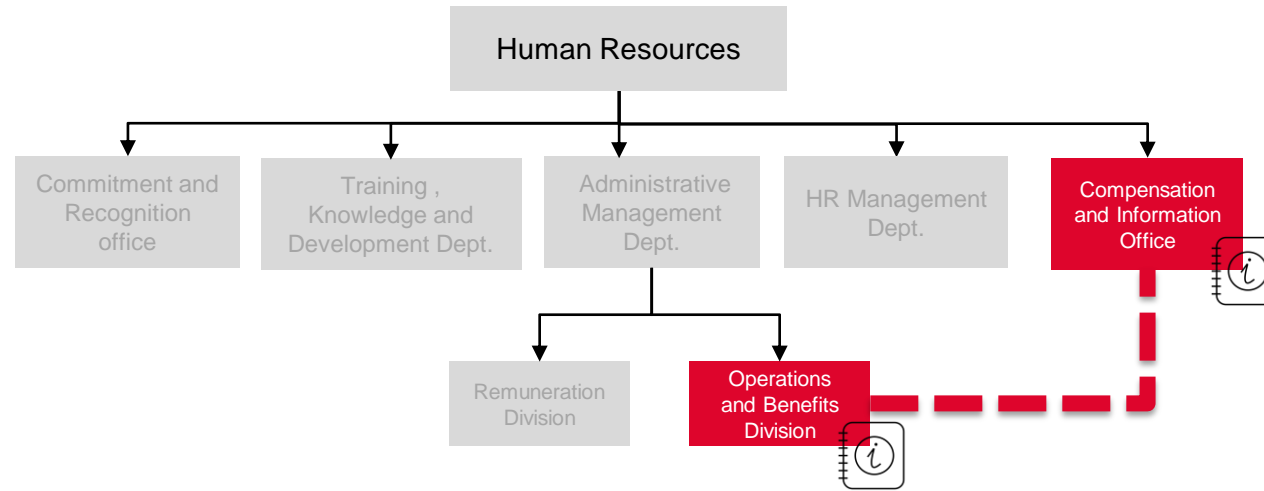 Human Resources
Commitment and
Recognition
office
Training ,
Knowledge and
Development Dept.
Administrative
Management
Dept.
HR Management
Dept.
Compensation
and Information
Office
i
Remuneration
Division
Operations
and Benefits
Division
i